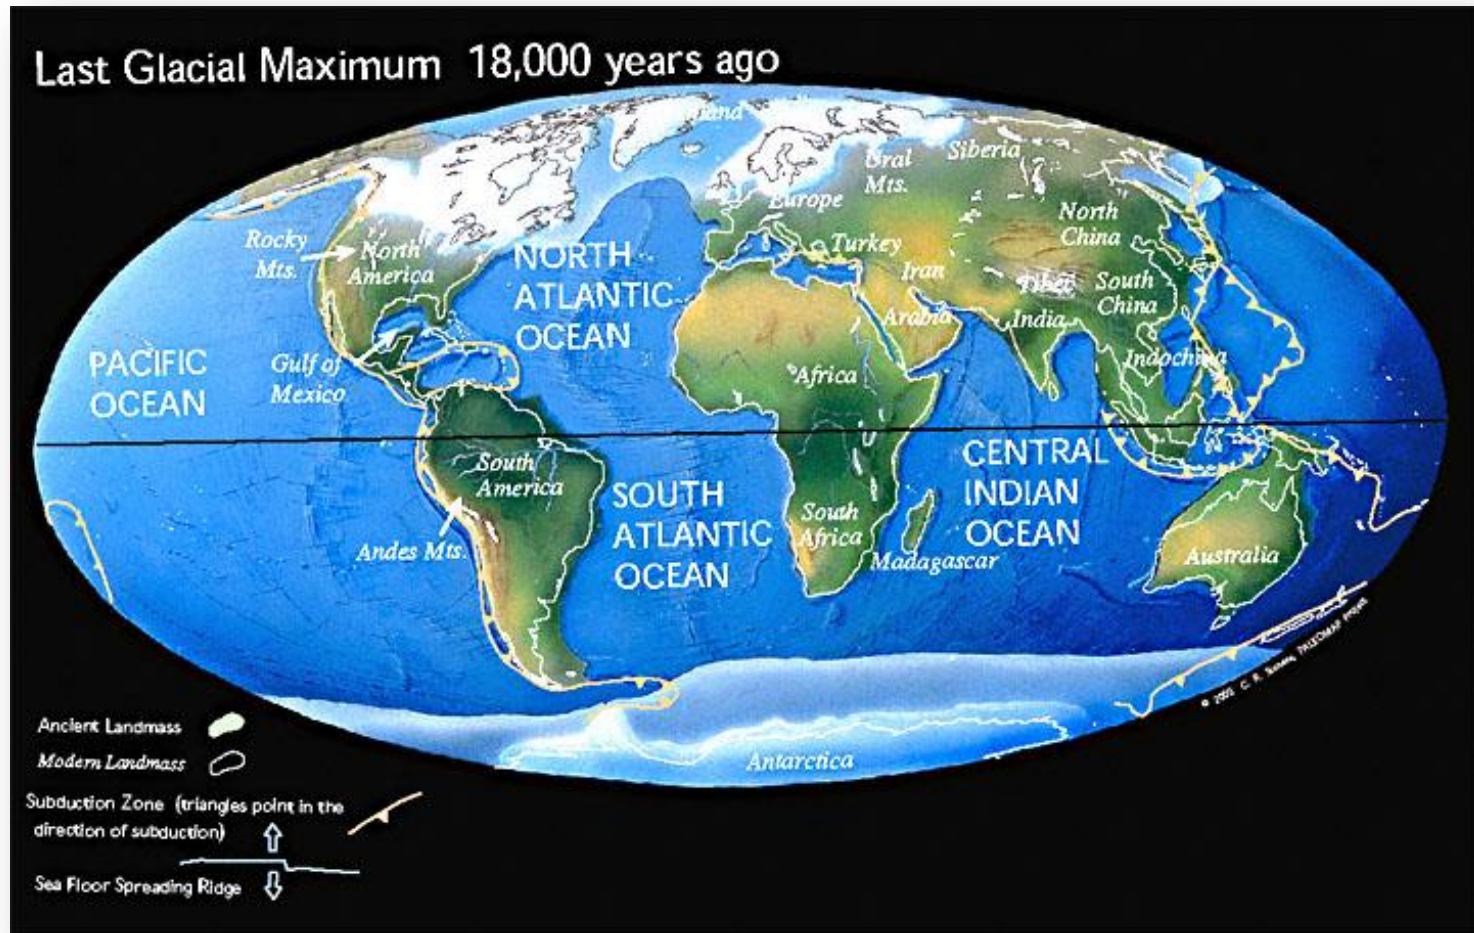 Last Glacial Maximum 18,000 years ago
Siberia
Ural
Mts.
Europe
North
China
Rocky
Mts.
North
America
NORTH
ATLANTIC
OCEAN
Turkey
Iran
Tibet
South
China
Arabia
India
PACIFIC
OCEAN
Gulf of
Mexico
Africa
Indochina
South
America
SOUTH
ATLANTIC
OCEAN
CENTRAL
INDIAN
OCEAN
South
Africa
Andes Mts.
Madagascar
Australia
Antarctica
© C. R. PALEOMAP Project
Ancient Landmass
Modern Landmass
Subduction Zone (triangles point in the
direction of subduction)
Sea Floor Spreading Ridge